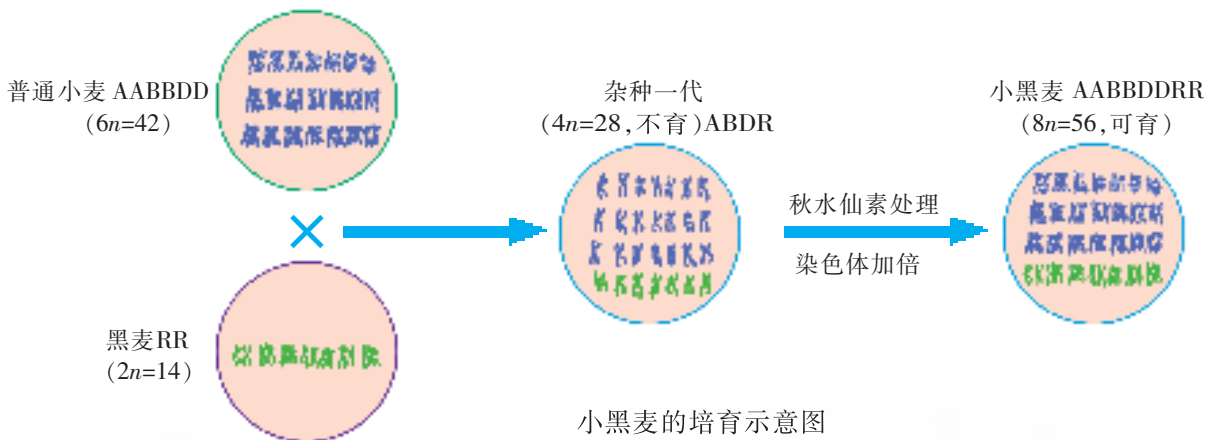 普通小麦 AABBDD
(6n=42)
黑麦RR
(2n=14)
杂种一代
(4n=28,不育)ABDR
秋水仙素处理
染色体加倍
小黑麦 AABBDDRR
(8n=56,可育)
小黑麦的培育示意图